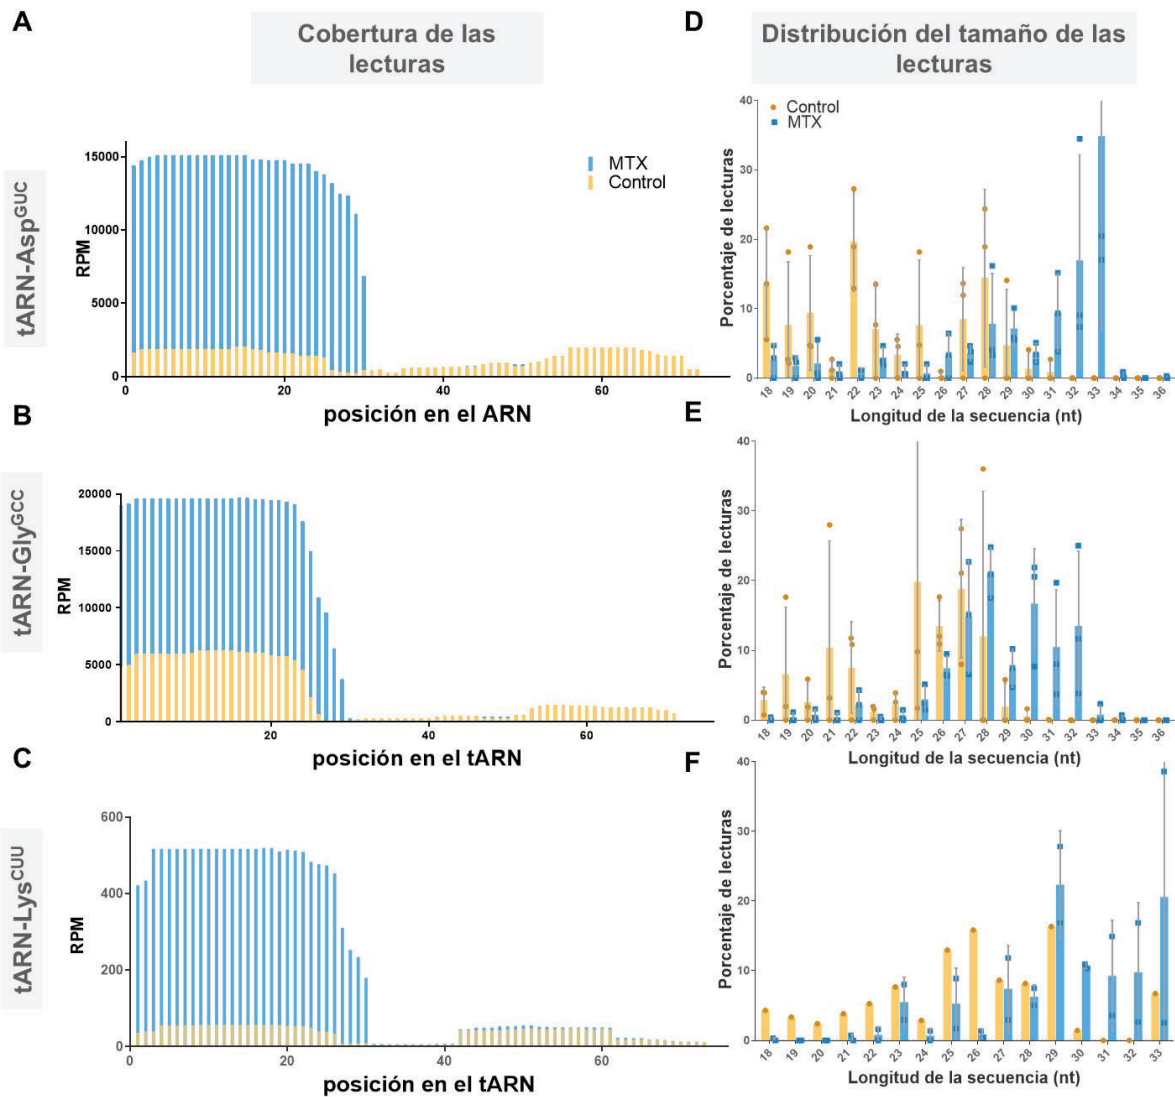 A
Cobertura de las
lecturas
D
Distribución del tamaño de las
lecturas
tARN-AspGUC
RPM
15000
10000
5000
0
MTX
Control
0 20 40 60
posición en el ARN
Porcentaje de lecturas
40
30
20
10
0
Control
MTX
18 19 20 21 22 23 24 25 26 27 28 29 30 31 32 33 34 35 36
Longitud de la secuencia (nt)
B
tARN-GlyGCC
RPM
20000
15000
10000
5000
0
20 40 60
posición en el tARN
E
Porcentaje de lecturas
40
30
20
10
0
18 19 20 21 22 23 24 25 26 27 28 29 30 31 32 33 34 35 36
Longitud de la secuencia (nt)
C
tARN-LysCUU
RPM
600
400
200
0
0 20 40 60
posición en el tARN
F
Porcentaje de lecturas
40
30
20
10
0
18 19 20 21 22 23 24 25 26 27 28 29 30 31 32 33
Longitud de la secuencia (nt)